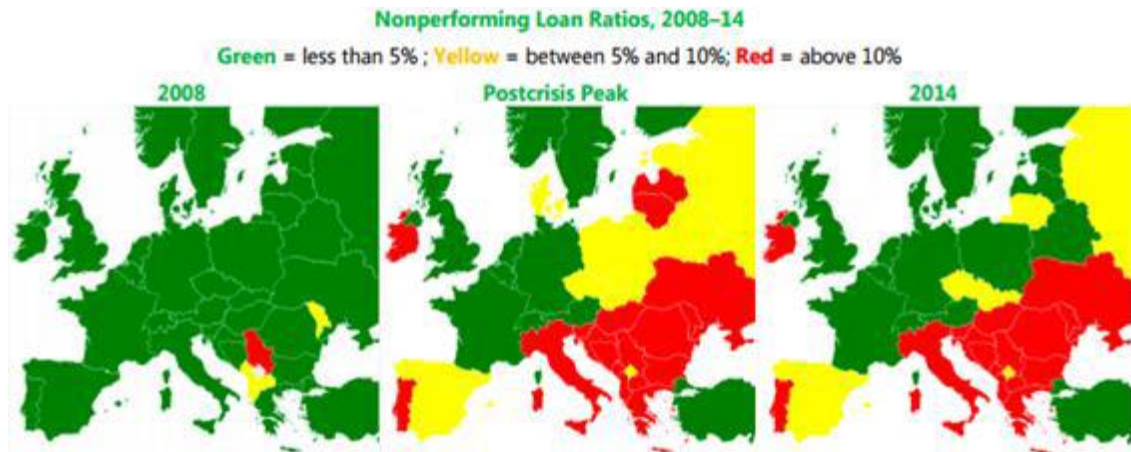 Nonperforming Loan Ratios, 2008–14
Green = less than 5% ; Yellow = between 5% and 10%; Red = above 10%
2008
Postcrisis Peak
2014